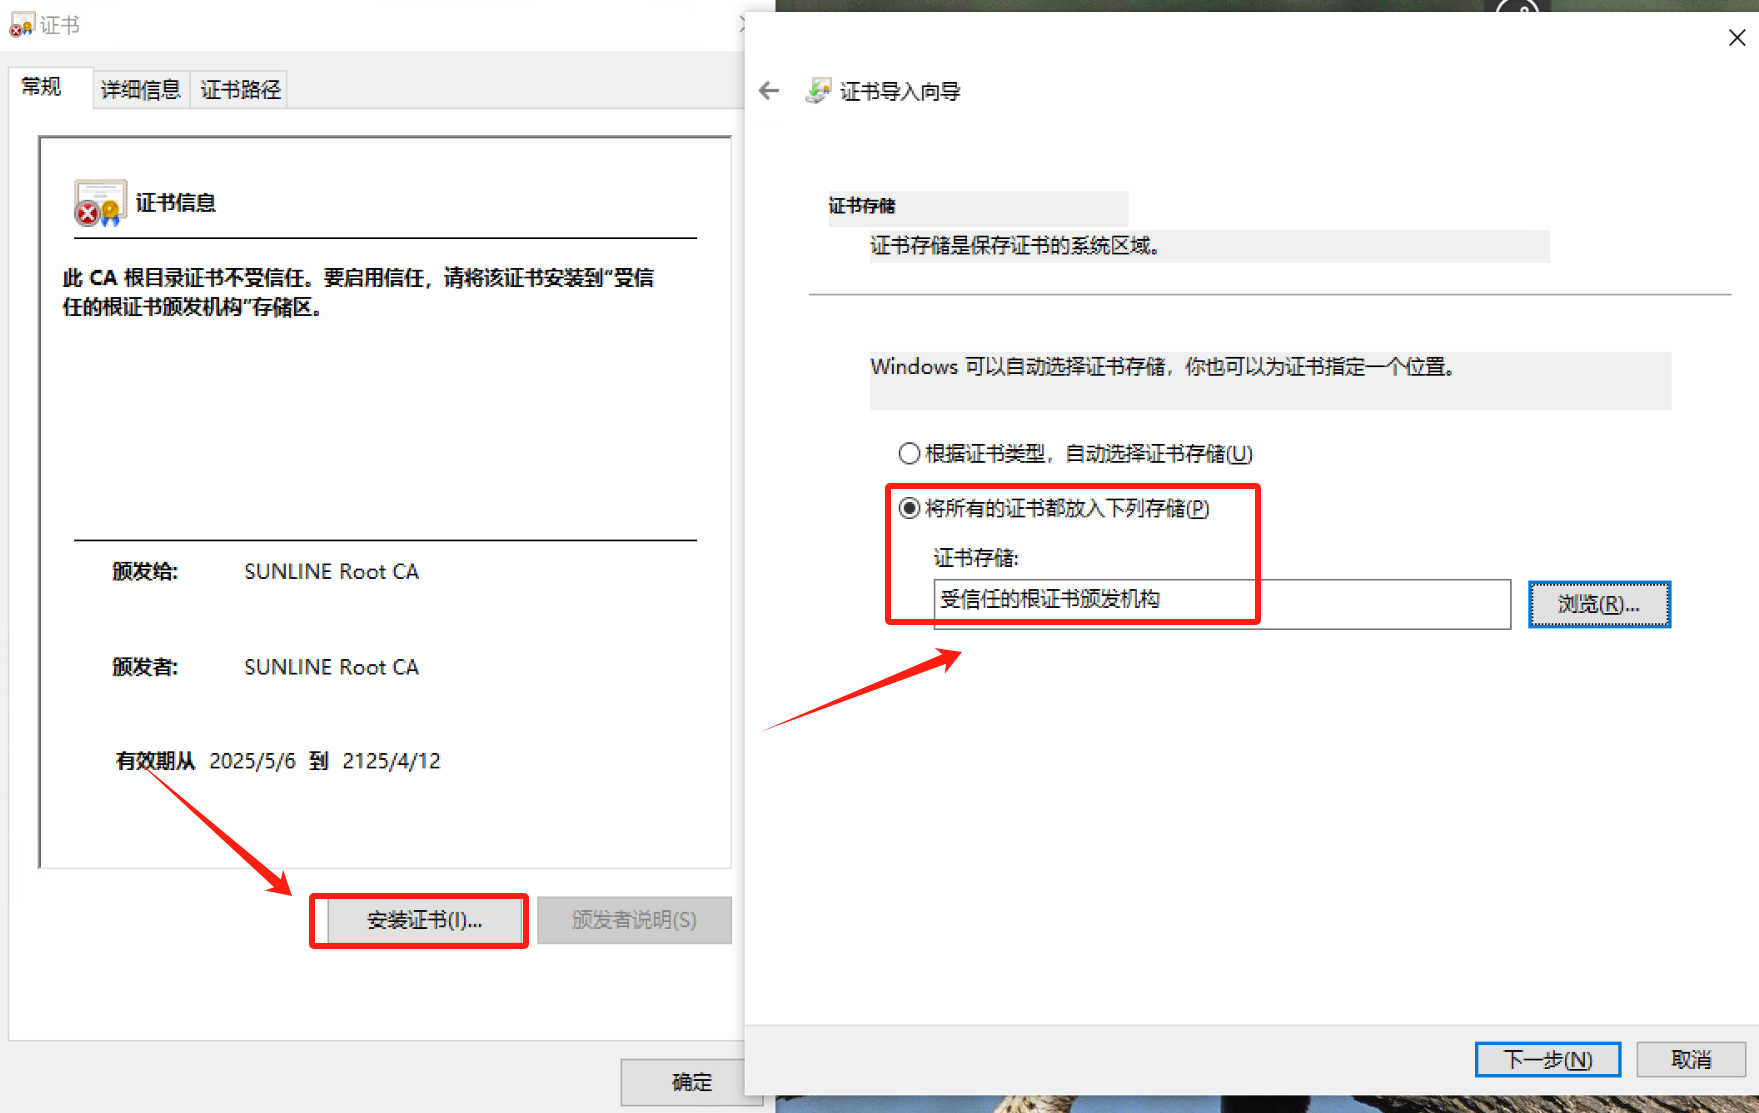 证书
常规
详细信息
证书路径
证书信息
此 CA 根目录证书不受信任。要启用信任，请将该证书安装到“受信
任的根证书颁发机构”存储区。
颁发给: SUNLINE Root CA
颁发者: SUNLINE Root CA
有效期从 2025/5/6 到 2125/4/12
安装证书(I)...
颁发者说明(S)
确定
证书导入向导
证书存储
证书存储是保存证书的系统区域。
Windows 可以自动选择证书存储，你也可以为证书指定一个位置。
根据证书类型，自动选择证书存储(U)
将所有的证书都放入下列存储(P)
证书存储:
受信任的根证书颁发机构
浏览(R)...
下一步(N)
取消